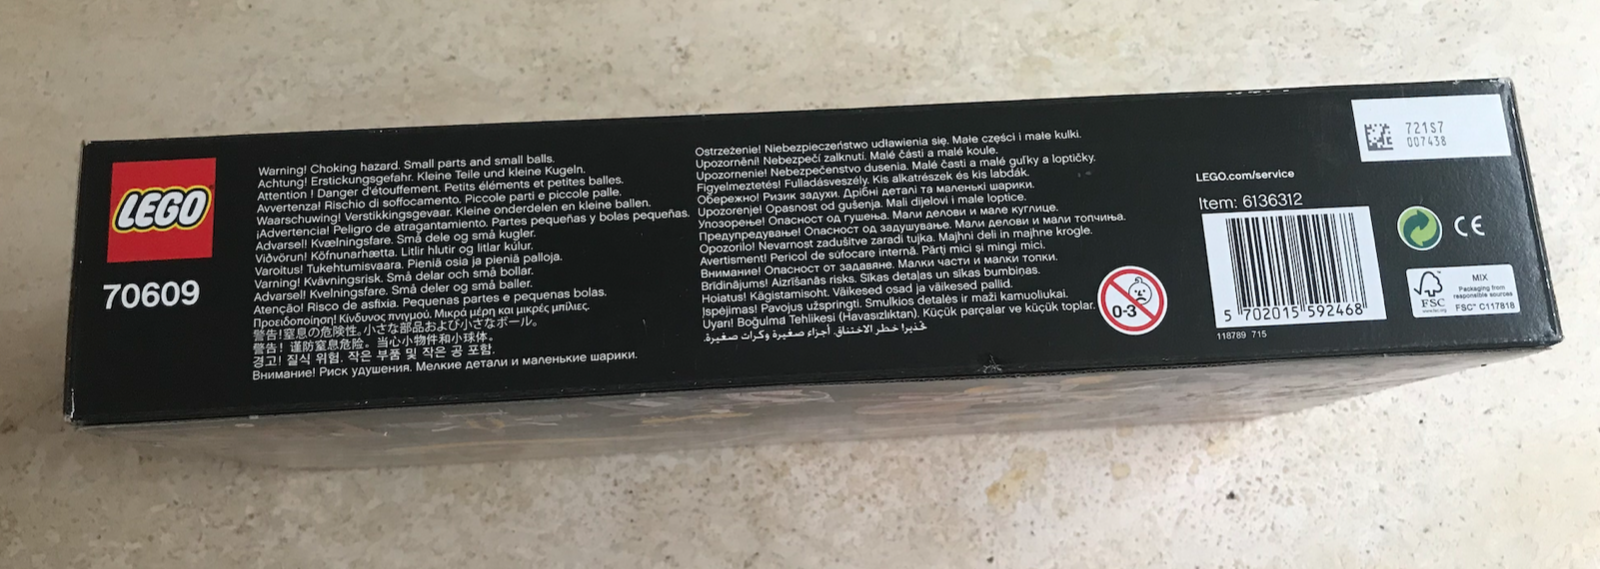 LEGO
70609
Warning! Choking hazard. Small parts and small balls.
Achtung! Erstickungsgefahr. Kleine Teile und kleine Kugeln.
Attention ! Danger d'étouffement. Petits éléments et petites balles.
Avvertenza! Rischio di soffocamento. Piccole parti e piccole palle.
Waarschuwing! Verstikkingsgevaar. Kleine onderdelen en kleine ballen.
¡Advertencia! Peligro de atragantamiento. Partes pequeñas y bolas pequeñas.
Advarsel! Kvælningsfare. Små dele og små kugler.
Viðvörun! Köfnunarhætta. Litlir hlutir og litlar kúlur.
Varoitus! Tukehtumisvaara. Pieniä osia ja pieniä palloja.
Varning! Kvävningsrisk. Små delar och små bollar.
Advarsel! Kvelningsfare. Små deler og små baller.
Atenção! Risco de asfixia. Pequenas partes e pequenas bolas.
Προειδοποίηση! Κίνδυνος πνιγμού. Μικρά μέρη και μικρές μπίλιες.
警告!窒息の危険性。小さな部品および小さなボール。
警告! 谨防窒息危险。当心小物件和小球体。
경고! 질식 위험. 작은 부품 및 작은 공 포함.
Внимание! Риск удушения. Мелкие детали и маленькие шарики.
Ostrzeżenie! Niebezpieczeństwo udławienia się. Małe części i małe kulki.
Upozornění! Nebezpečí zalknutí. Malé části a malé koule.
Upozornenie! Nebezpečenstvo dusenia. Malé časti a malé guľky a loptičky.
Figyelmeztetés! Fulladásveszély. Kis alkatrészek és kis labdák.
Обережно! Ризик задухи. Дрібні деталі та маленькі шарики.
Upozorenje! Opasnost od gušenja. Mali dijelovi i male loptice.
Упозорење! Опасност од гушења. Мали делови и мале куглице.
Предупредување! Опасност од задушување. Мали делови и мали топчиња.
Opozorilo! Nevarnost zadušitve zaradi tujka. Majhni deli in majhne krogle.
Avertisment! Pericol de sufocare internă. Părți mici și mingi mici.
Внимание! Опасност от задавяне. Малки части и малки топки.
Brīdinājums! Aizrīšanās risks. Sīkas detaļas un sīkas bumbiņas.
Hoiatus! Kägistamisoht. Väikesed osad ja väikesed pallid.
Įspėjimas! Pavojus užspringti. Smulkios detalės ir maži kamuoliukai.
Uyarı! Boğulma Tehlikesi (Havasızlıktan). Küçük parçalar ve küçük toplar.
تحذير! خطر الاختناق. أجزاء صغيرة وكرات صغيرة.
0-3
LEGO.com/service
Item: 6136312
5 702015 592468
118789 715
72157
007438
CE
FSC
www.fsc.org
MIX
Packaging from
responsible sources
FSC® C117818